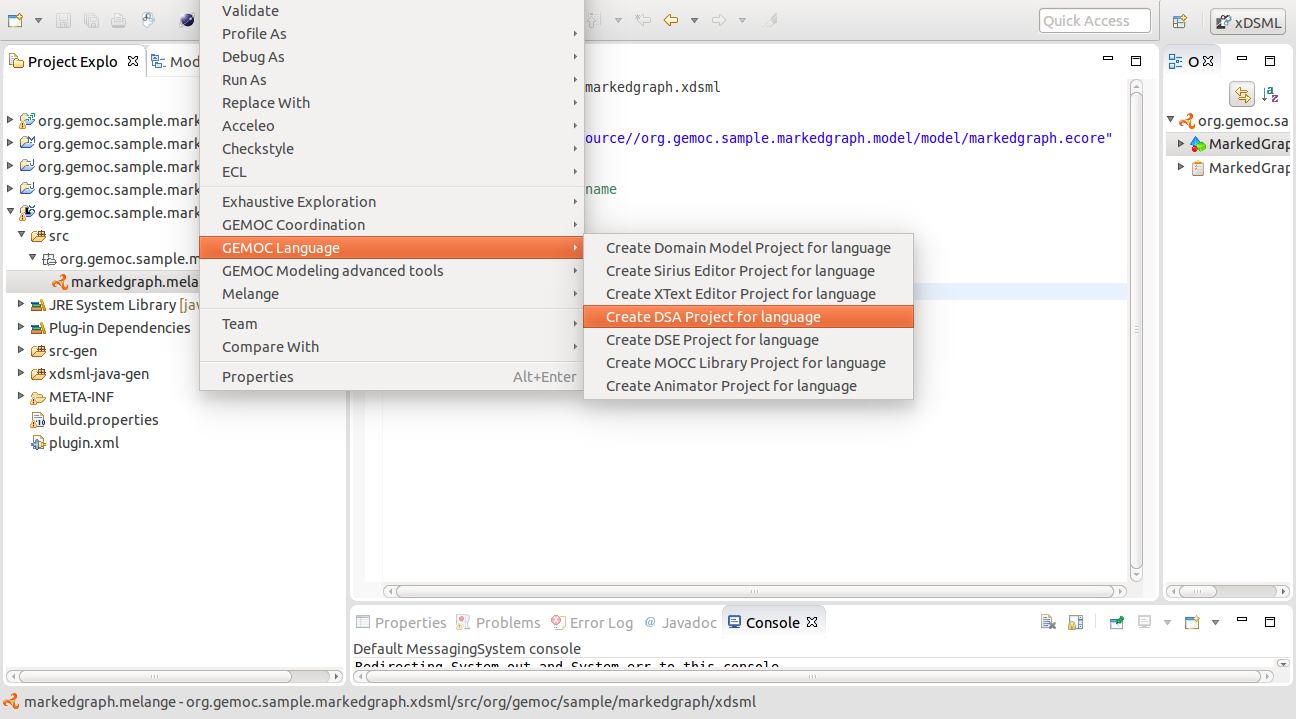 Quick Access
xDSML
Project Explo
Mod
org.gemoc.sample.mark
org.gemoc.sample.mark
org.gemoc.sample.mark
org.gemoc.sample.mark
org.gemoc.sample.mark
src
org.gemoc.sample.m
markedgraph.mela
JRE System Library [jav
Plug-in Dependencies
src-gen
xdsml-java-gen
META-INF
build.properties
plugin.xml
Validate
Profile As
Debug As
Run As
Replace With
Acceleo
Checkstyle
ECL
Exhaustive Exploration
GEMOC Coordination
GEMOC Language
GEMOC Modeling advanced tools
Melange
Team
Compare With
Properties Alt+Enter
Create Domain Model Project for language
Create Sirius Editor Project for language
Create XText Editor Project for language
Create DSA Project for language
Create DSE Project for language
Create MOCC Library Project for language
Create Animator Project for language
markedgraph.xdsml
ource//org.gemoc.sample.markedgraph.model/model/markedgraph.ecore"
name
O
org.gemoc.sa
MarkedGrap
MarkedGrap
Properties Problems Error Log @ Javadoc Console
Default MessagingSystem console
Redirecting System.out and System.err to this console.
markedgraph.melange - org.gemoc.sample.markedgraph.xdsml/src/org/gemoc/sample/markedgraph/xdsml